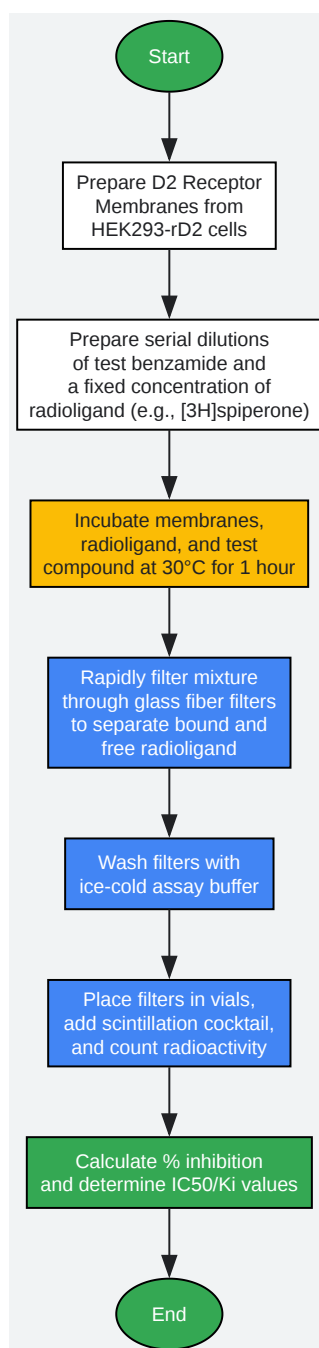 Start
Prepare D2 Receptor
Membranes from
HEK293-rD2 cells
Prepare serial dilutions
of test benzamide and
a fixed concentration of
radioligand (e.g., [3H]spiperone)
Incubate membranes,
radioligand, and test
compound at 30°C for 1 hour
Rapidly filter mixture
through glass fiber filters
to separate bound and
free radioligand
Wash filters with
ice-cold assay buffer
Place filters in vials,
add scintillation cocktail,
and count radioactivity
Calculate % inhibition
and determine IC50/Ki values
End